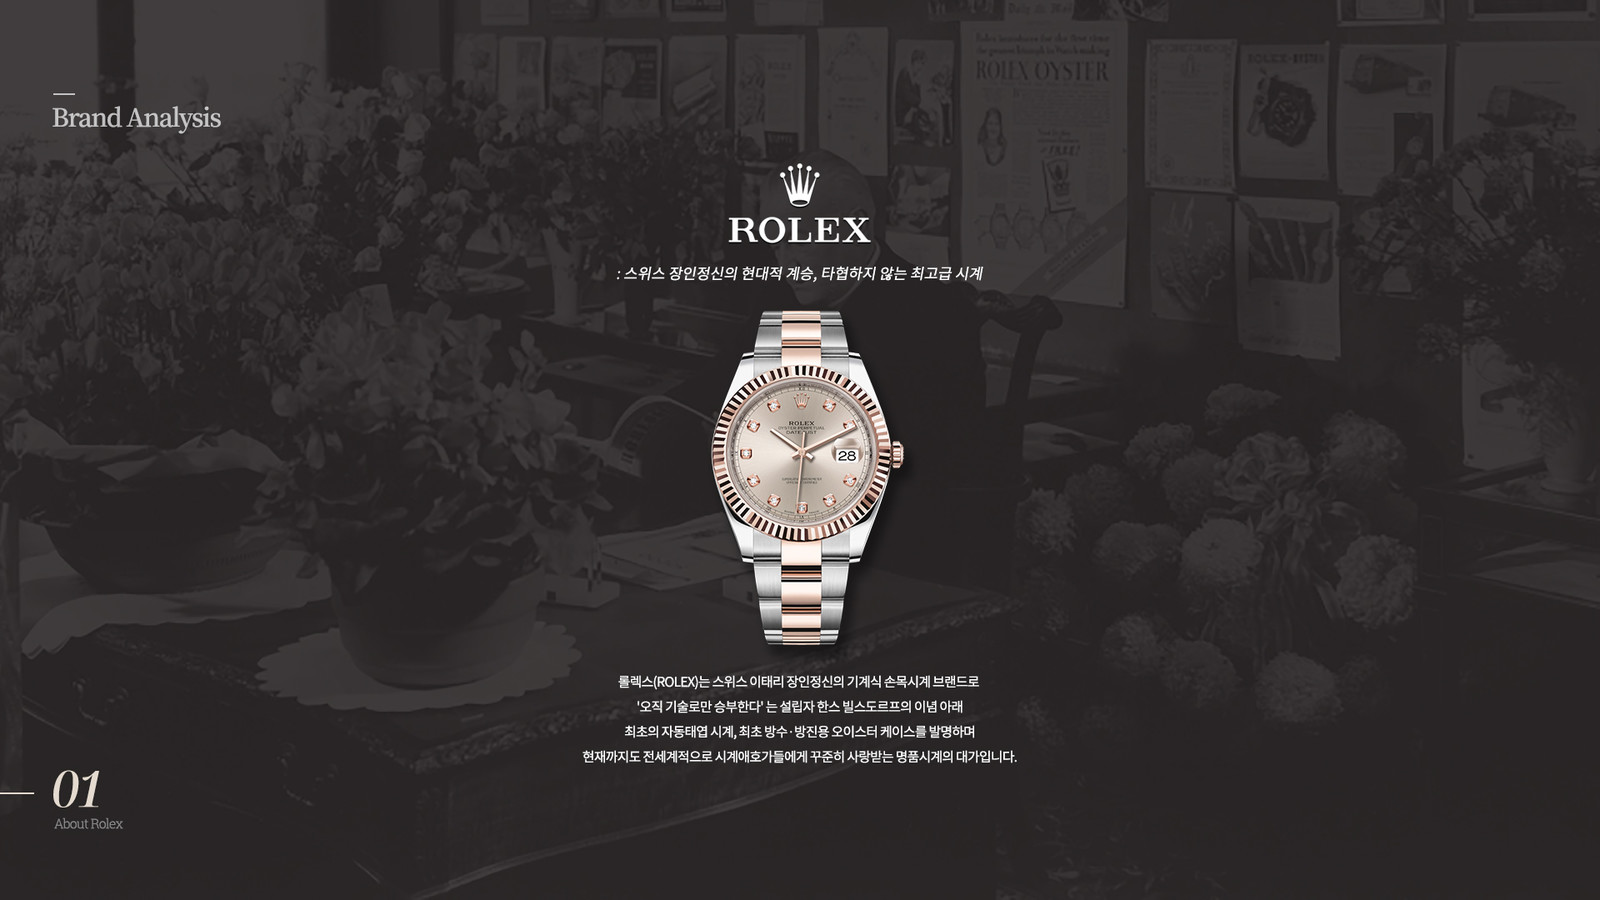 Brand Analysis
ROLEX OYSTER
ROLEX
: 스위스 장인정신의 현대적 계승, 타협하지 않는 최고급 시계
ROLEX
OYSTER PERPETUAL
DATEJUST
28
롤렉스(ROLEX)는 스위스 이태리 장인정신의 기계식 손목시계 브랜드로
'오직 기술로만 승부한다' 는 설립자 한스 빌스도르프의 이념 아래
최초의 자동태엽 시계, 최초 방수·방진용 오이스터 케이스를 발명하며
현재까지도 전세계적으로 시계애호가들에게 꾸준히 사랑받는 명품시계의 대가입니다.
01
About Rolex